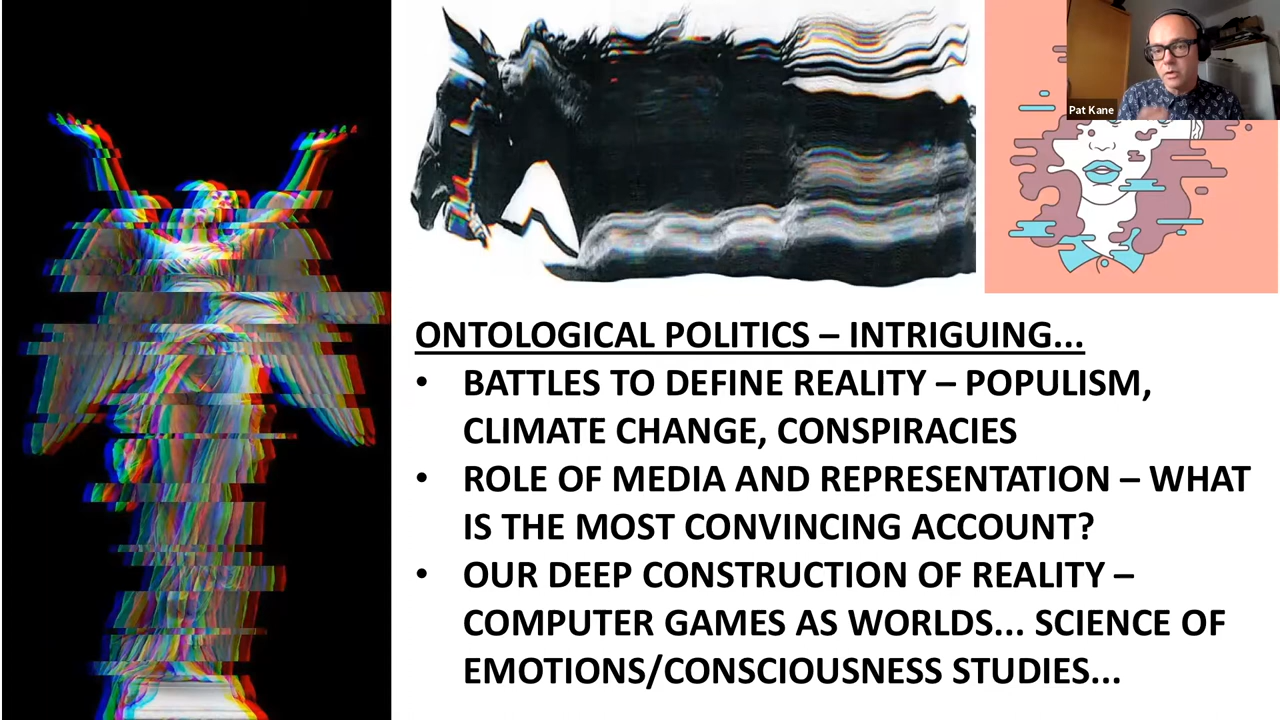 Pat Kane
ONTOLOGICAL POLITICS – INTRIGUING...
• BATTLES TO DEFINE REALITY – POPULISM,
CLIMATE CHANGE, CONSPIRACIES
• ROLE OF MEDIA AND REPRESENTATION – WHAT
IS THE MOST CONVINCING ACCOUNT?
• OUR DEEP CONSTRUCTION OF REALITY –
COMPUTER GAMES AS WORLDS... SCIENCE OF
EMOTIONS/CONSCIOUSNESS STUDIES...